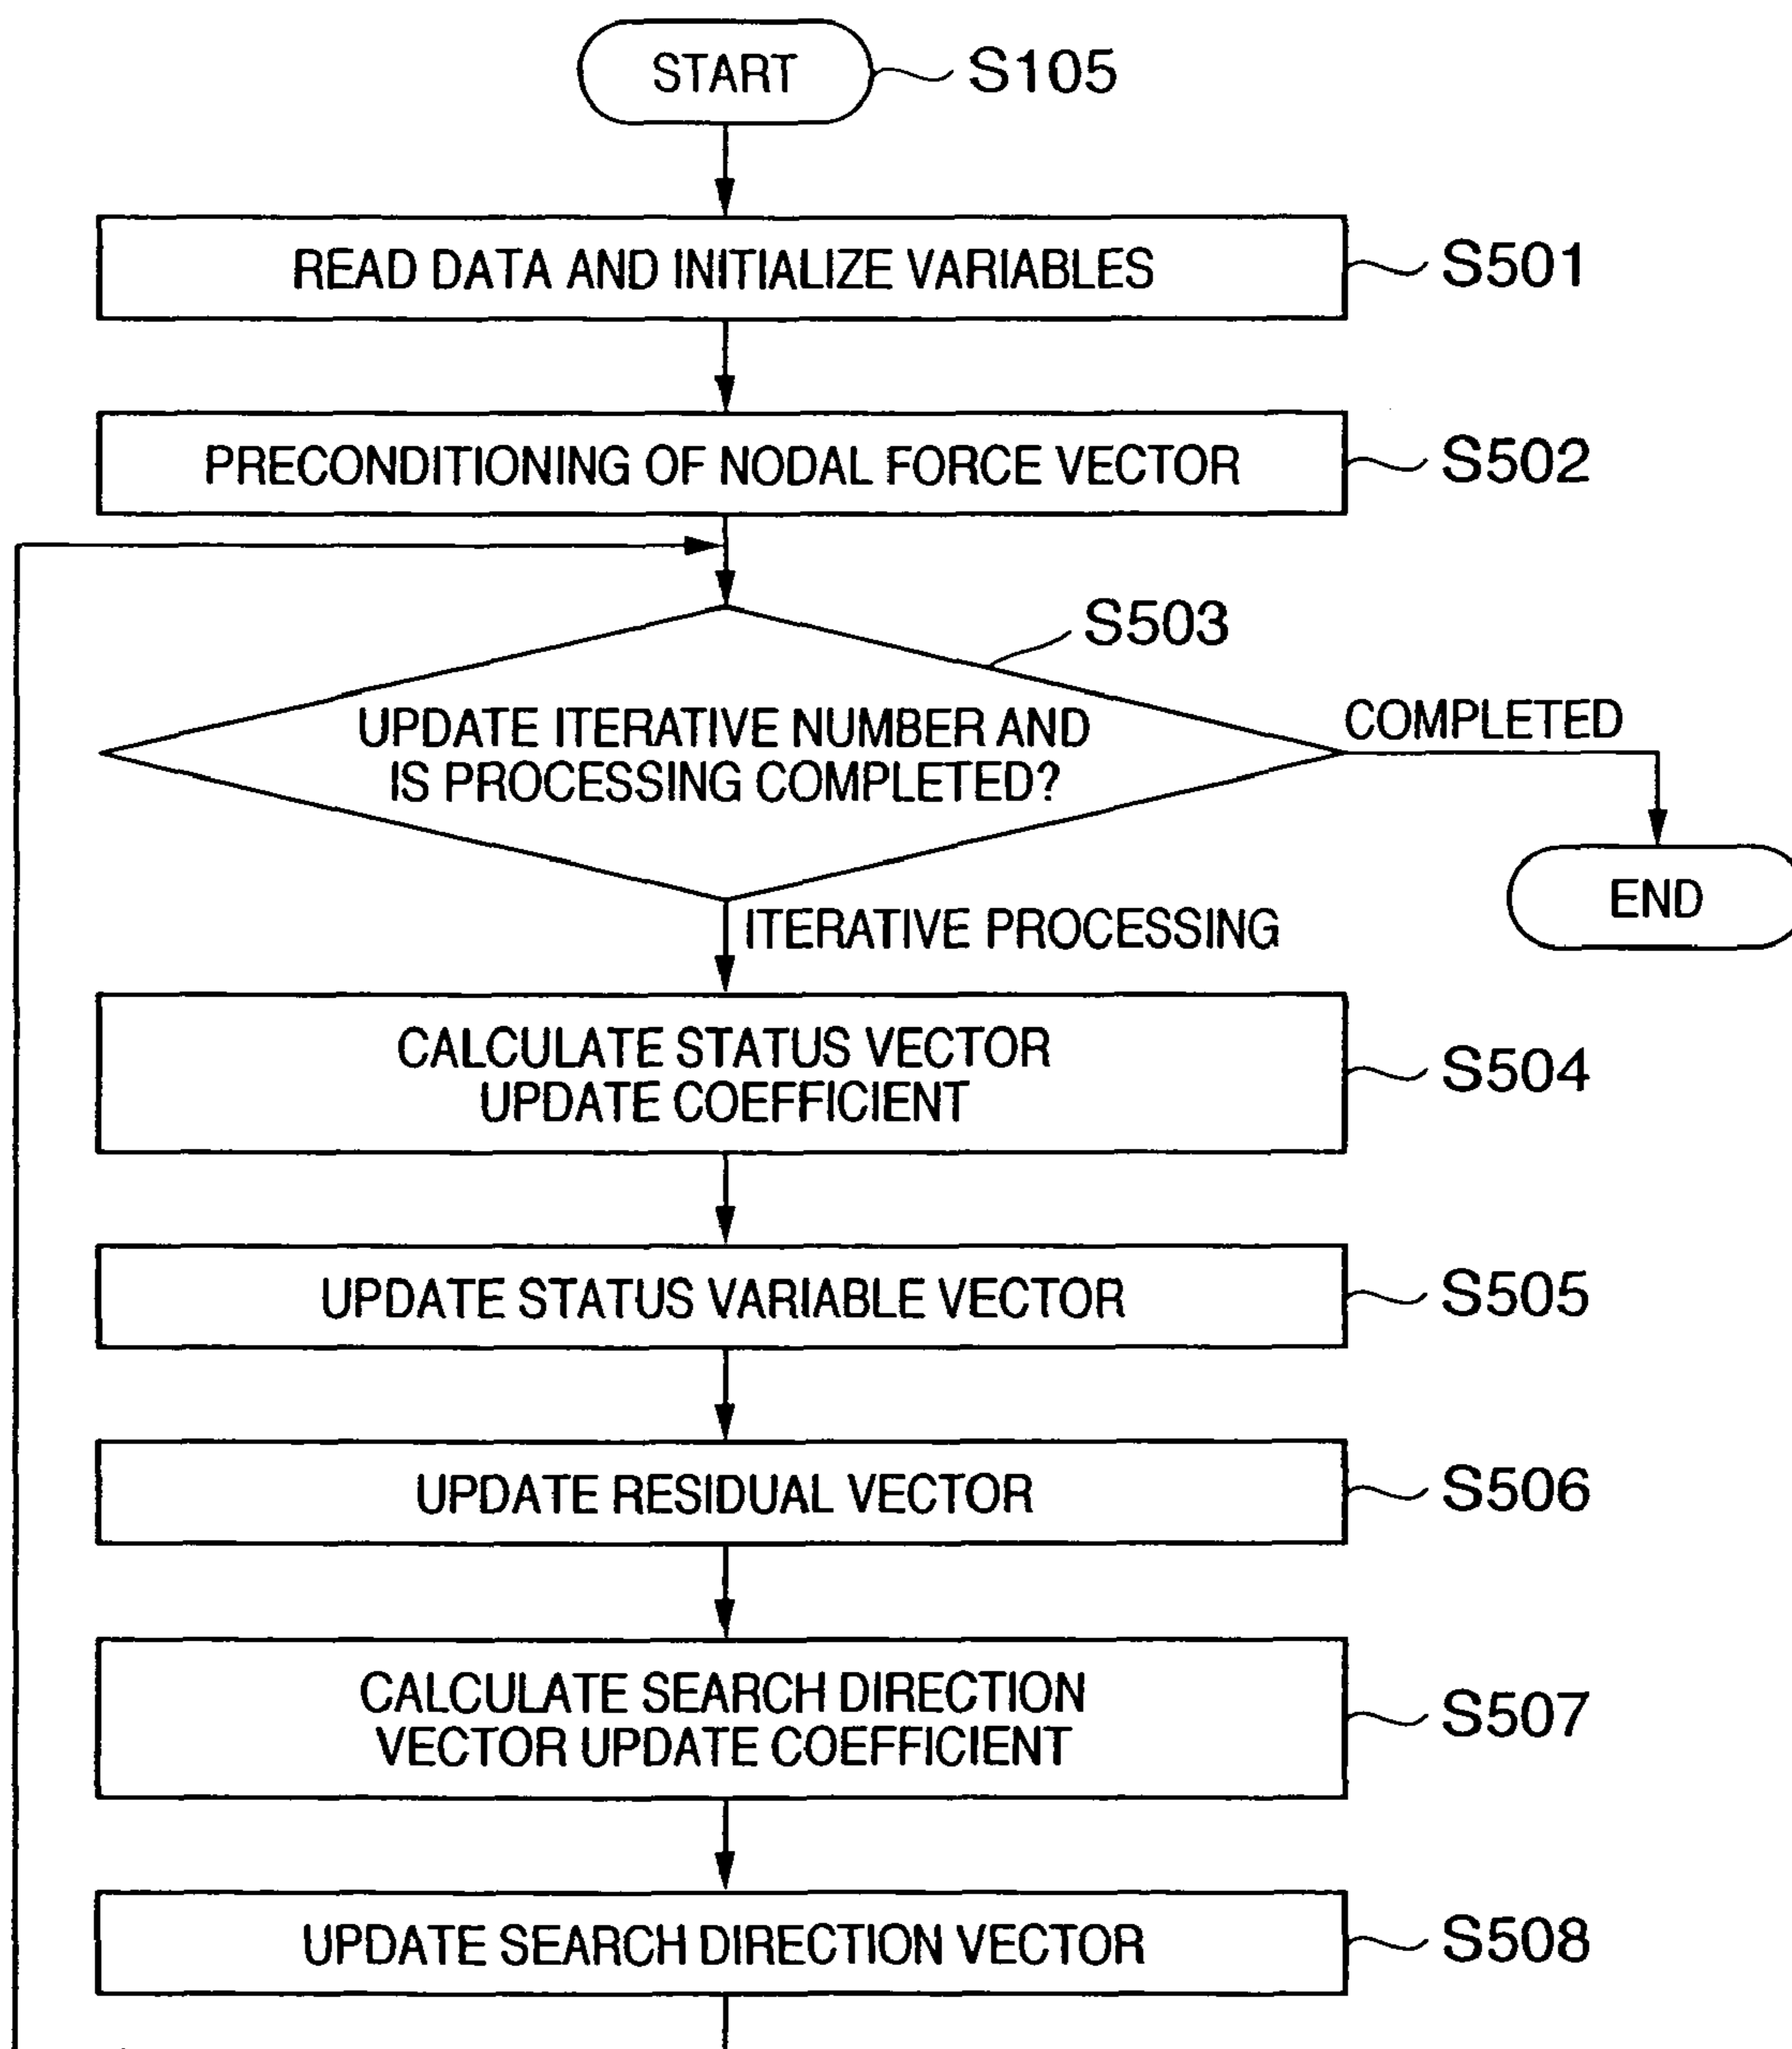 START
S105
READ DATA AND INITIALIZE VARIABLES
S501
PRECONDITIONING OF NODAL FORCE VECTOR
S502
S503
UPDATE ITERATIVE NUMBER AND
IS PROCESSING COMPLETED?
COMPLETED
END
ITERATIVE PROCESSING
CALCULATE STATUS VECTOR
UPDATE COEFFICIENT
S504
UPDATE STATUS VARIABLE VECTOR
S505
UPDATE RESIDUAL VECTOR
S506
CALCULATE SEARCH DIRECTION
VECTOR UPDATE COEFFICIENT
S507
UPDATE SEARCH DIRECTION VECTOR
S508